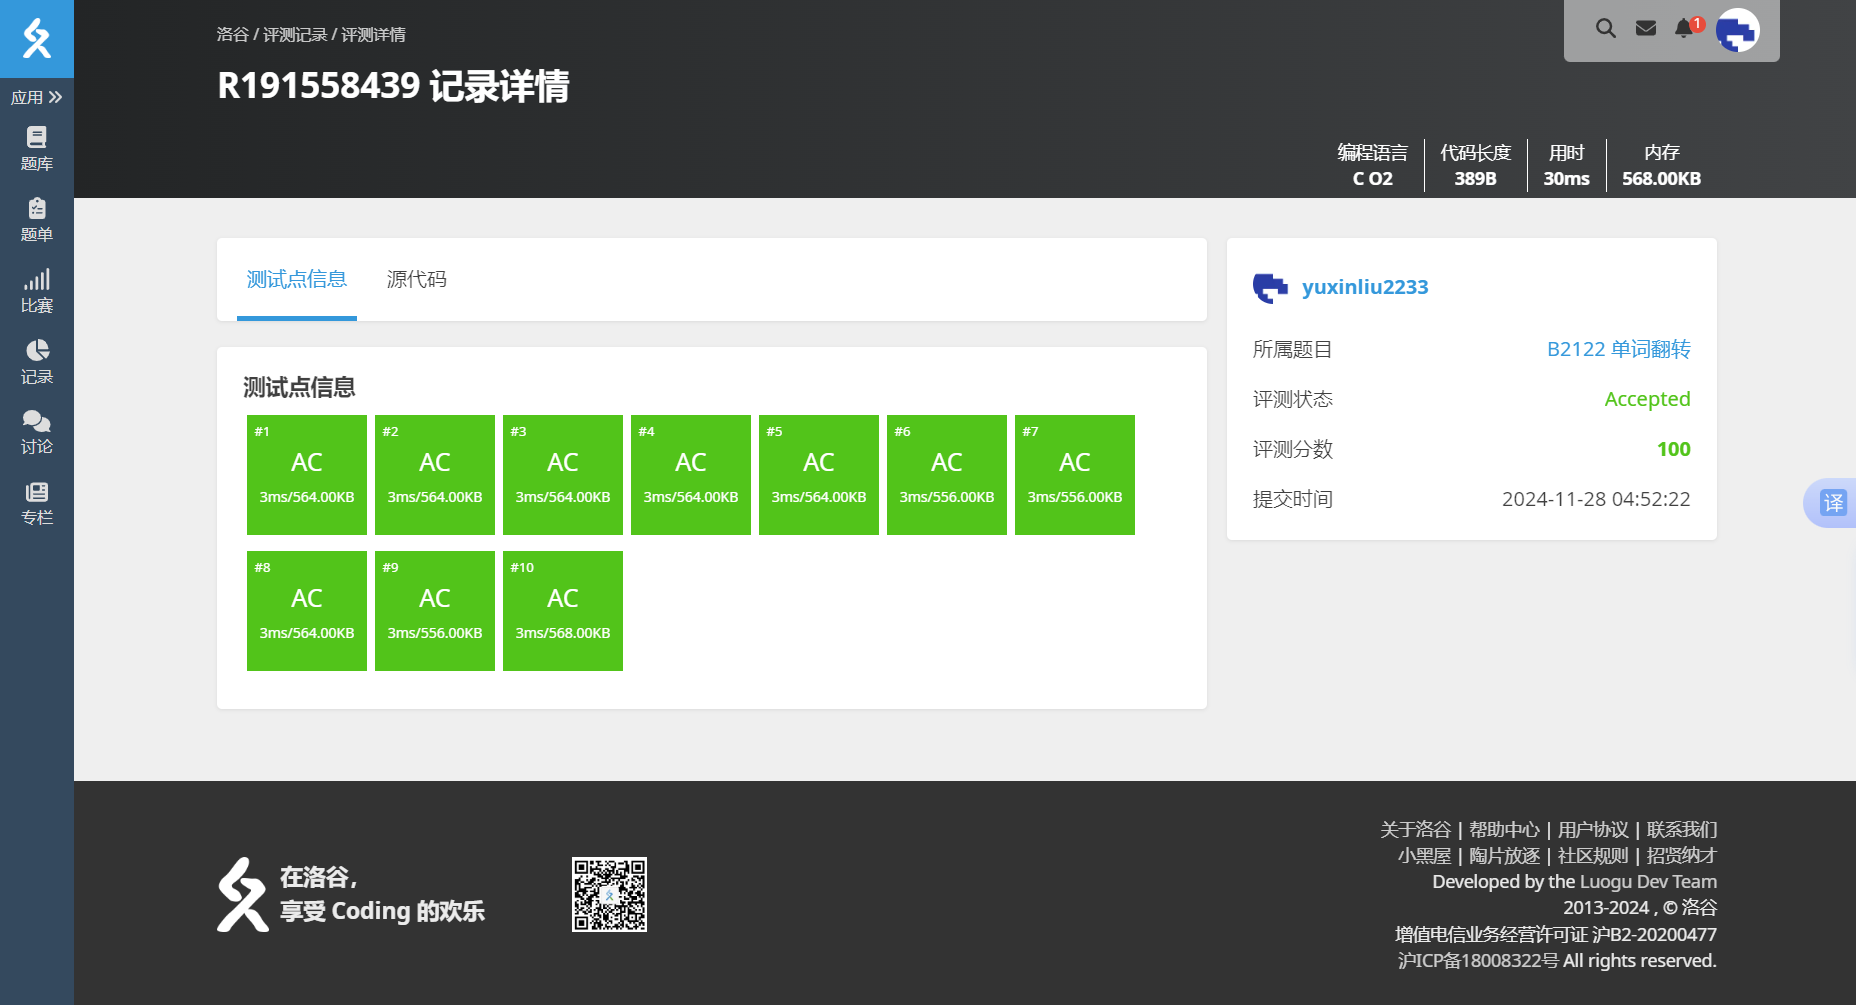 应用
题库
题单
比赛
记录
讨论
专栏
洛谷 / 评测记录 / 评测详情
R191558439 记录详情
1
编程语言 代码长度 用时 内存
C O2 389B 30ms 568.00KB
测试点信息 源代码
测试点信息
#1 #2 #3 #4 #5 #6 #7
AC AC AC AC AC AC AC
3ms/564.00KB 3ms/564.00KB 3ms/564.00KB 3ms/564.00KB 3ms/564.00KB 3ms/556.00KB 3ms/556.00KB
#8 #9 #10
AC AC AC
3ms/564.00KB 3ms/556.00KB 3ms/568.00KB
yuxinliu2233
所属题目 B2122 单词翻转
评测状态 Accepted
评测分数 100
提交时间 2024-11-28 04:52:22
译
在洛谷,
享受 Coding 的欢乐
关于洛谷 | 帮助中心 | 用户协议 | 联系我们
小黑屋 | 陶片放逐 | 社区规则 | 招贤纳才
Developed by the Luogu Dev Team
2013-2024 , © 洛谷
增值电信业务经营许可证 沪B2-20200477
沪ICP备18008322号 All rights reserved.